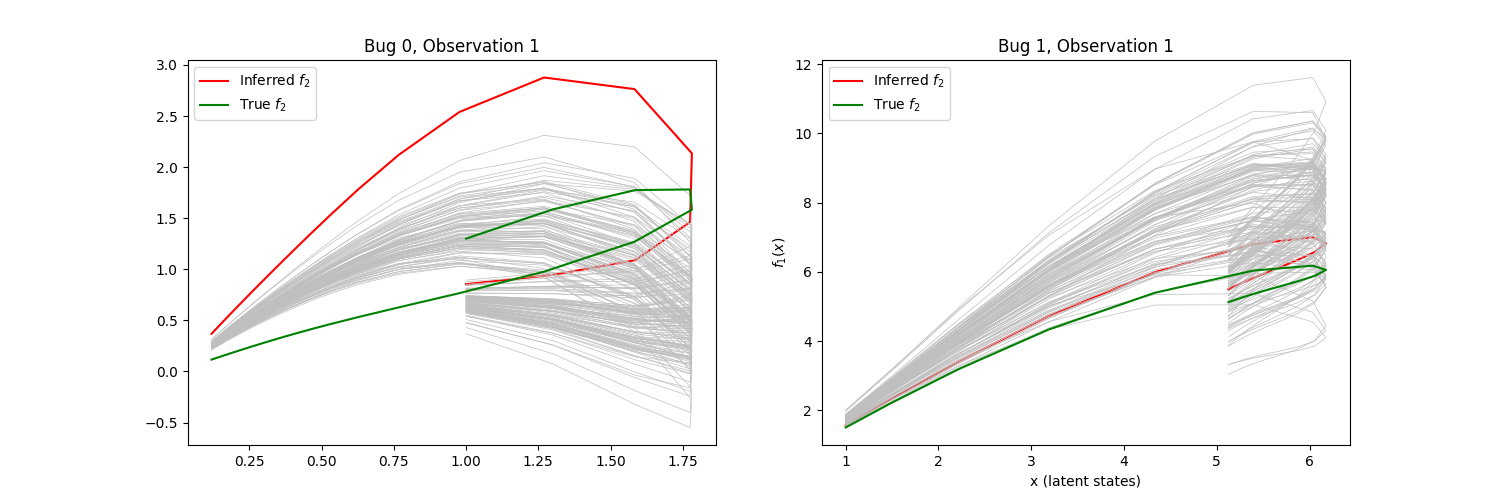 Bug 0, Observation 1
3.0
2.5
2.0
1.5
1.0
0.5
0.0
−0.5
Inferred f₂
True f₂
0.25 0.50 0.75 1.00 1.25 1.50 1.75
Bug 1, Observation 1
12
10
8
6
4
2
f₁(x)
Inferred f₂
True f₂
1 2 3 4 5 6
x (latent states)